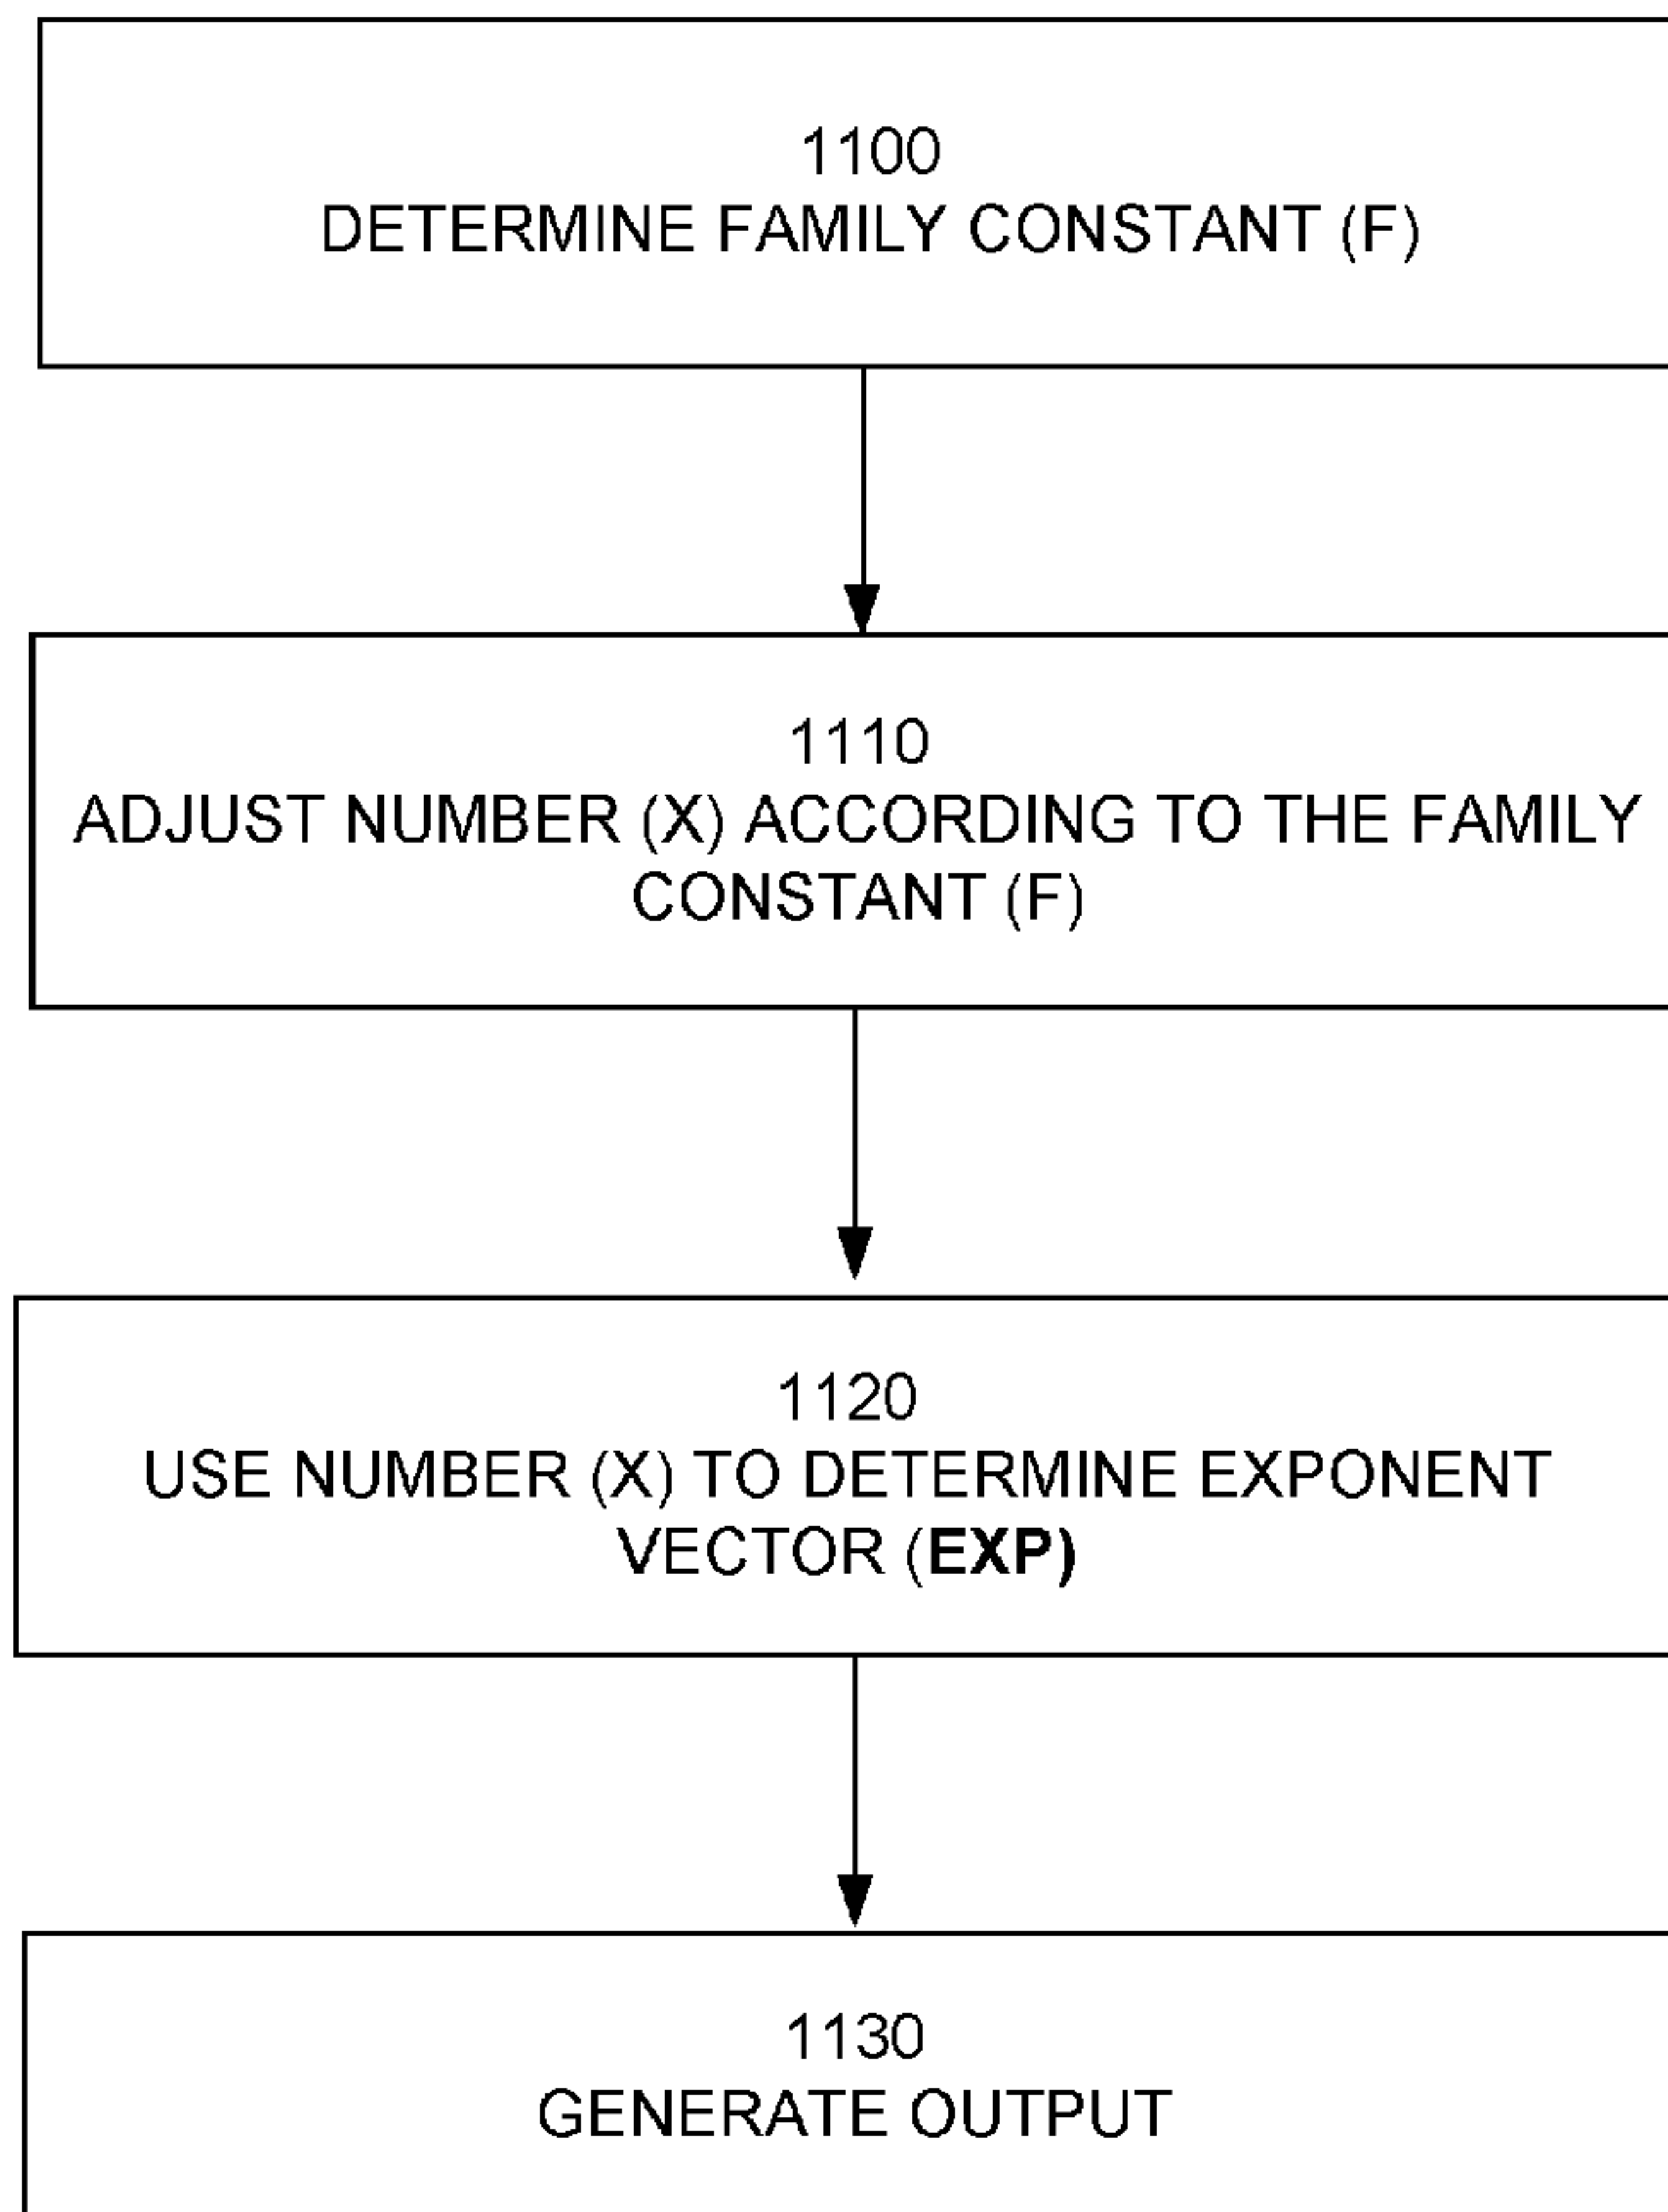 1100
DETERMINE FAMILY CONSTANT (F)
1110
ADJUST NUMBER (X) ACCORDING TO THE FAMILY
CONSTANT (F)
1120
USE NUMBER (X) TO DETERMINE EXPONENT
VECTOR (EXP)
1130
GENERATE OUTPUT